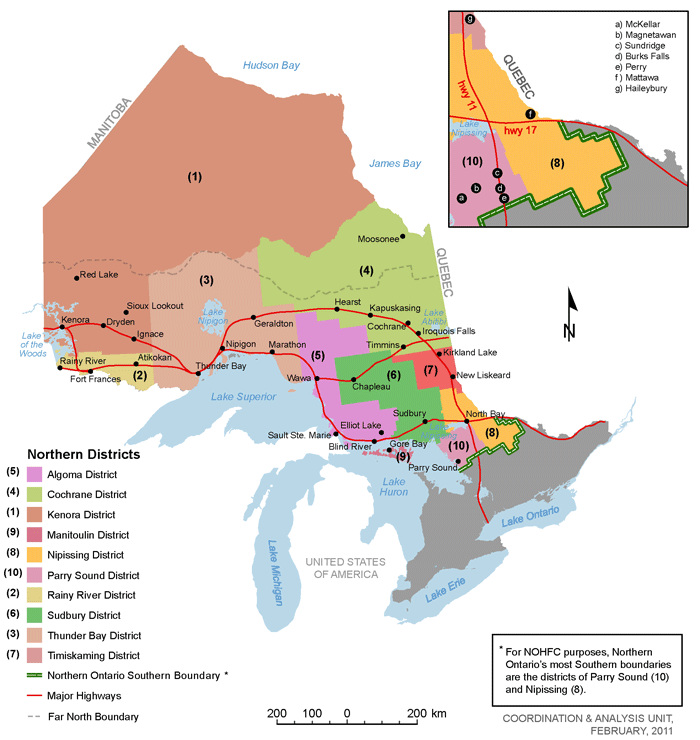 Hudson Bay
MANITOBA
James Bay
(1)
Moosonee
(3)
(4)
QUEBEC
Red Lake
Sioux Lookout
Lake
Nipigon
Hearst
Kapuskasing
Lake
Abitibi
Kenora
Dryden
Geraldton
Cochrane
Iroquois Falls
Lake
of the
Woods
Ignace
Nipigon
Marathon
Timmins
Kirkland Lake
Rainy River
Atikokan
(5)
(6)
(7)
Fort Frances
(2)
Thunder Bay
Wawa
Chapleau
New Liskeard
Lake Superior
Sudbury
North Bay
Elliot Lake
Sault Ste. Marie
(8)
Blind River
Gore Bay
(10)
(9)
Parry Sound
Lake
Huron
Lake Ontario
UNITED STATES
OF AMERICA
Lake Michigan
Lake Erie
g
QUEBEC
hwy 11
f
Lake
Nipissing
hwy 17
(10)
(8)
c
b
d
a
e
a) McKellar
b) Magnetawan
c) Sundridge
d) Burks Falls
e) Perry
f) Mattawa
g) Haileybury
N
Northern Districts
(5) Algoma District
(4) Cochrane District
(1) Kenora District
(9) Manitoulin District
(8) Nipissing District
(10) Parry Sound District
(2) Rainy River District
(6) Sudbury District
(3) Thunder Bay District
(7) Timiskaming District
Northern Ontario Southern Boundary *
Major Highways
Far North Boundary
200 100 0 200 km
* For NOHFC purposes, Northern
Ontario's most Southern boundaries
are the districts of Parry Sound (10)
and Nipissing (8).
COORDINATION & ANALYSIS UNIT,
FEBRUARY, 2011